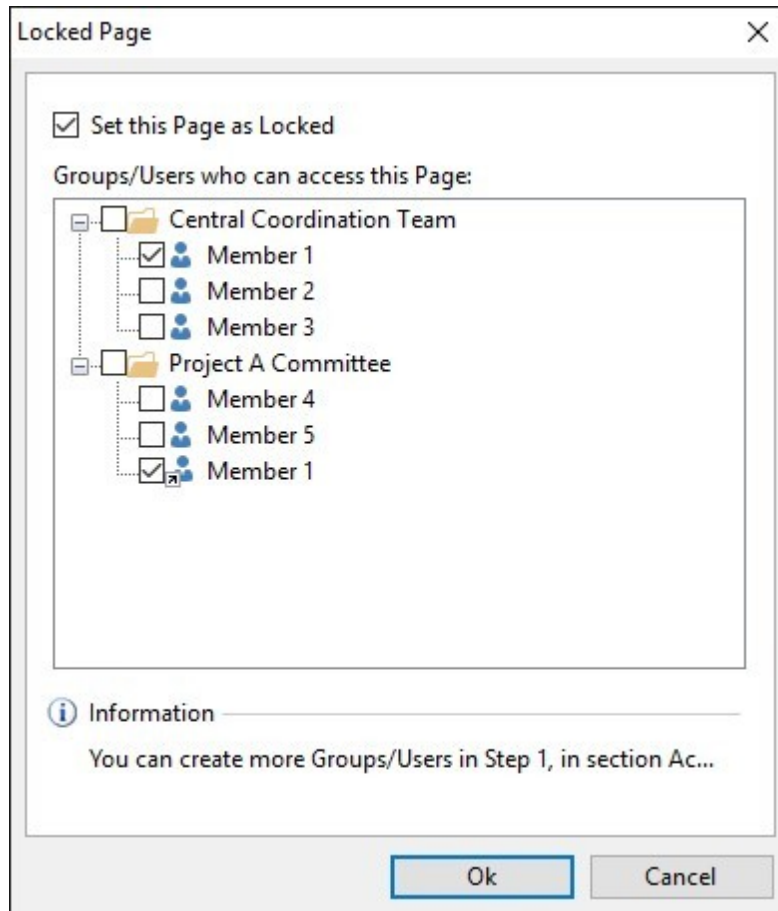 Locked Page
Set this Page as Locked
Groups/Users who can access this Page:
Central Coordination Team
Member 1
Member 2
Member 3
Project A Committee
Member 4
Member 5
Member 1
Information
You can create more Groups/Users in Step 1, in section Ac...
Ok
Cancel